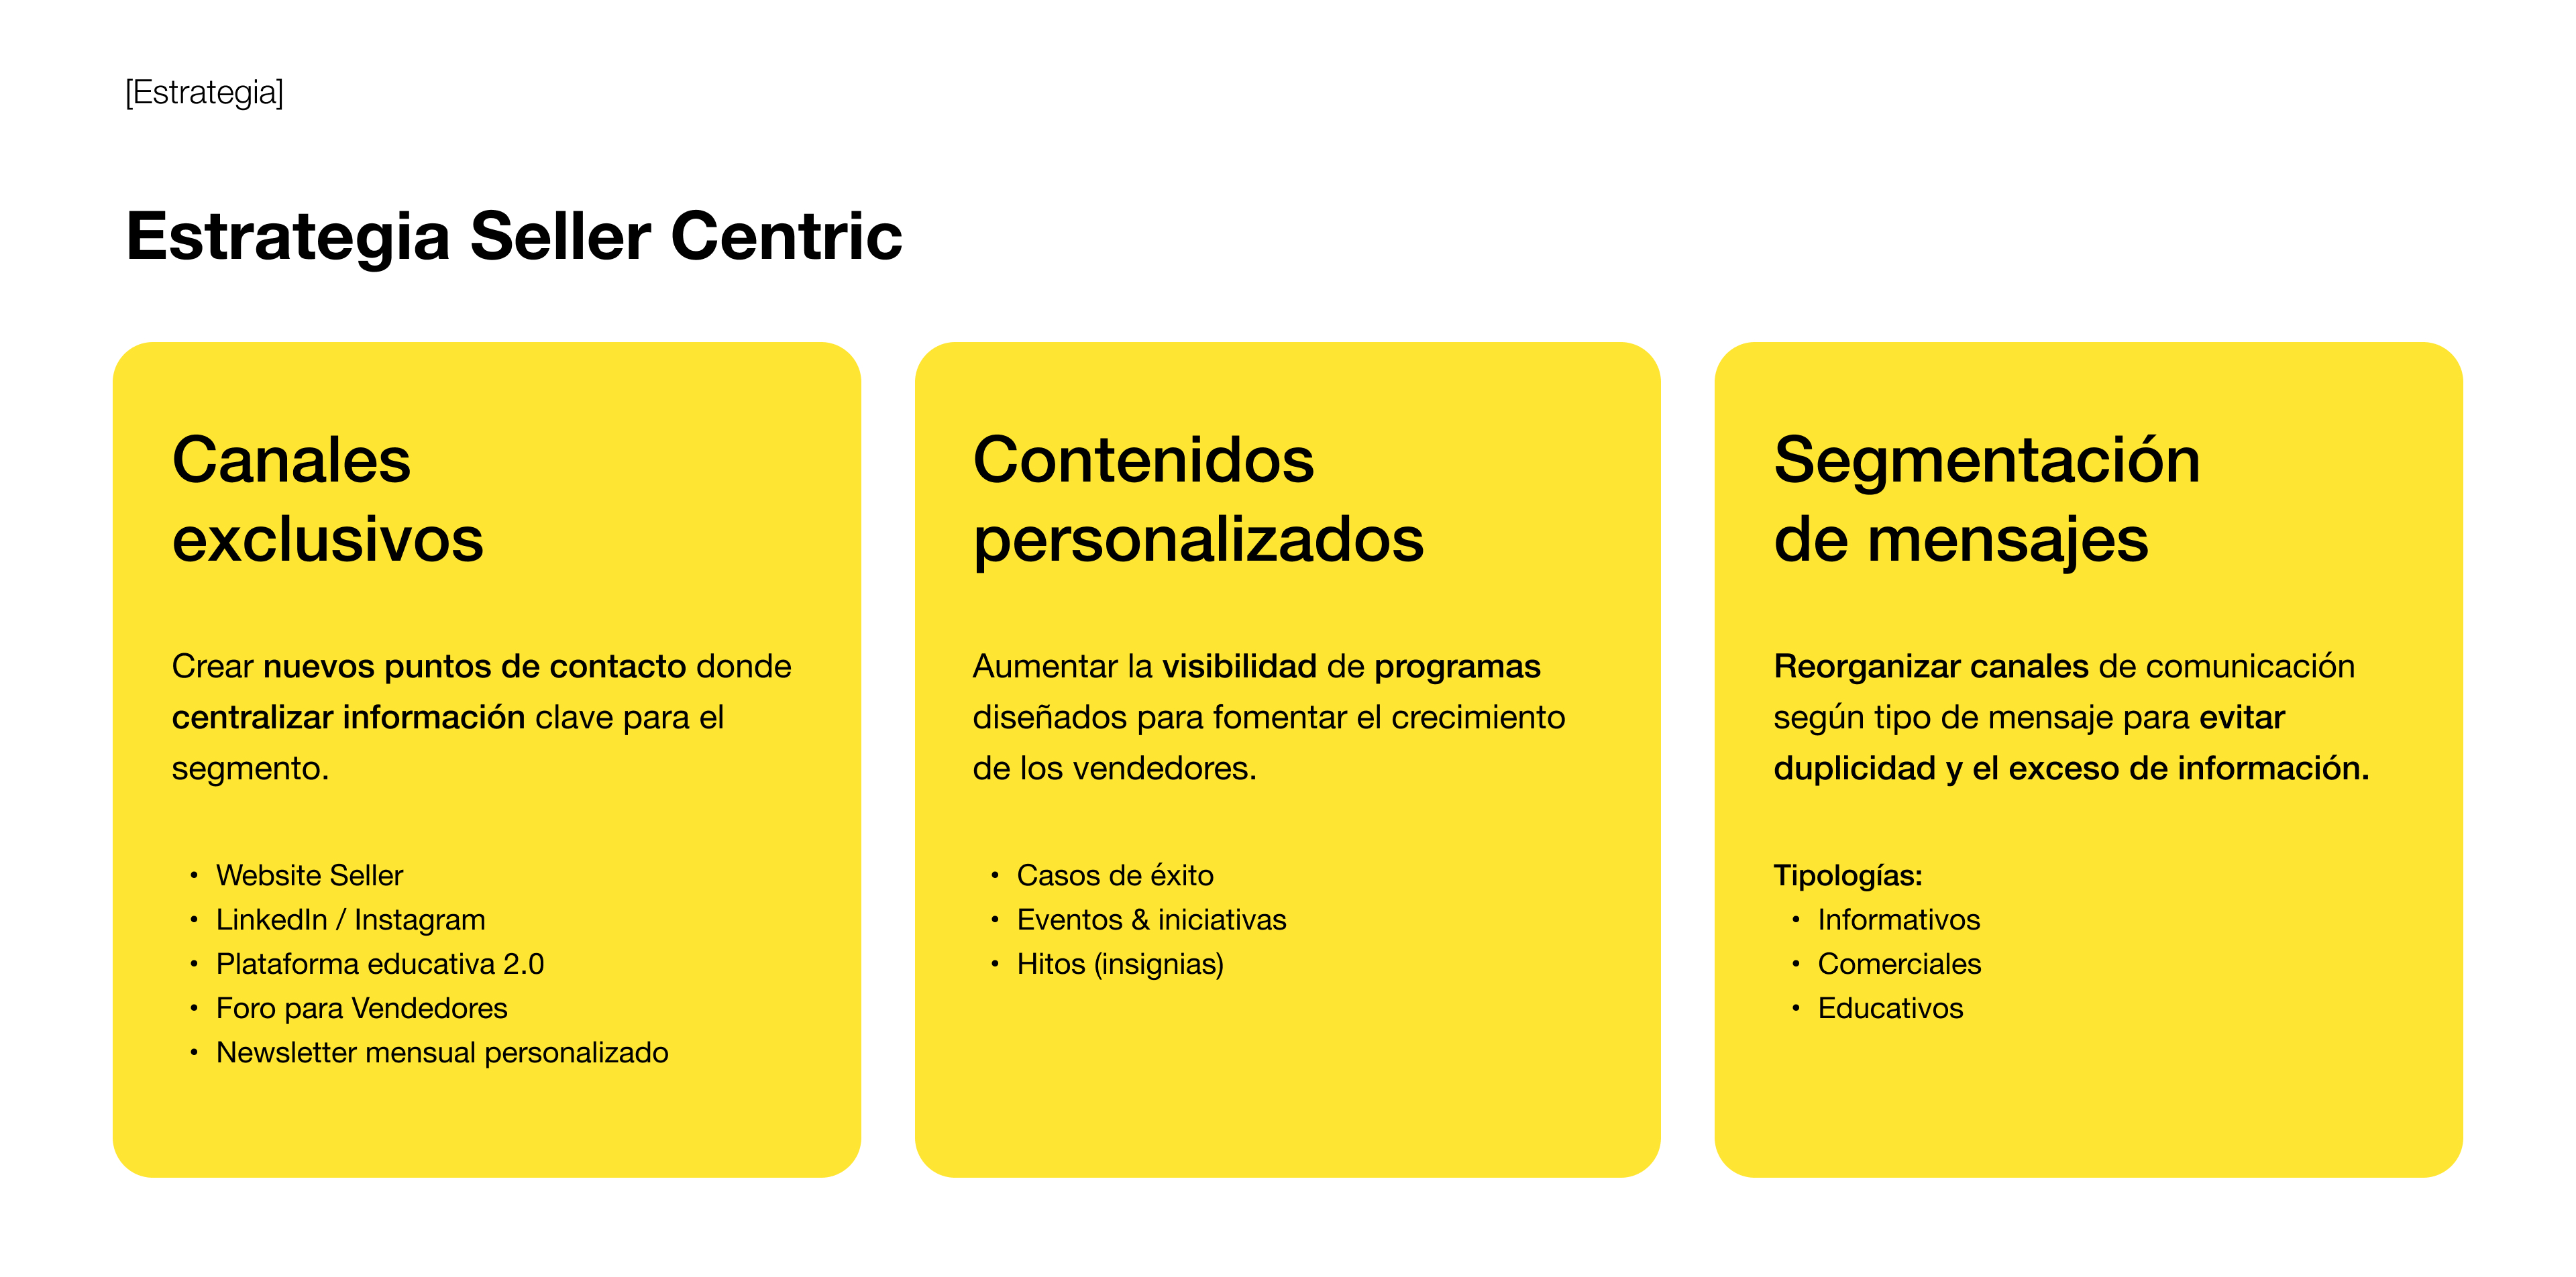 [Estrategia]
Estrategia Seller Centric
Canales
exclusivos
Crear nuevos puntos de contacto donde
centralizar información clave para el
segmento.
• Website Seller
• LinkedIn / Instagram
• Plataforma educativa 2.0
• Foro para Vendedores
• Newsletter mensual personalizado
Contenidos
personalizados
Aumentar la visibilidad de programas
diseñados para fomentar el crecimiento
de los vendedores.
• Casos de éxito
• Eventos & iniciativas
• Hitos (insignias)
Segmentación
de mensajes
Reorganizar canales de comunicación
según tipo de mensaje para evitar
duplicidad y el exceso de información.
Tipologías:
• Informativos
• Comerciales
• Educativos